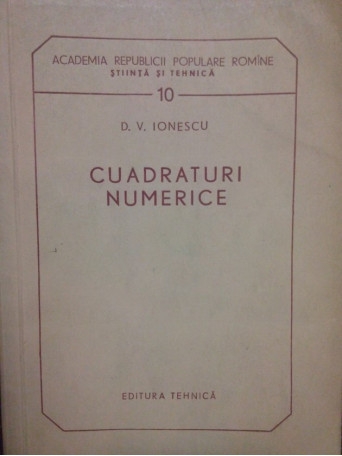 ACADEMIA REPUBLICII POPULARE ROMÎNE
ȘTIINȚĂ ȘI TEHNICĂ
10
D. V. IONESCU
CUADRATURI
NUMERICE
EDITURA TEHNICĂ